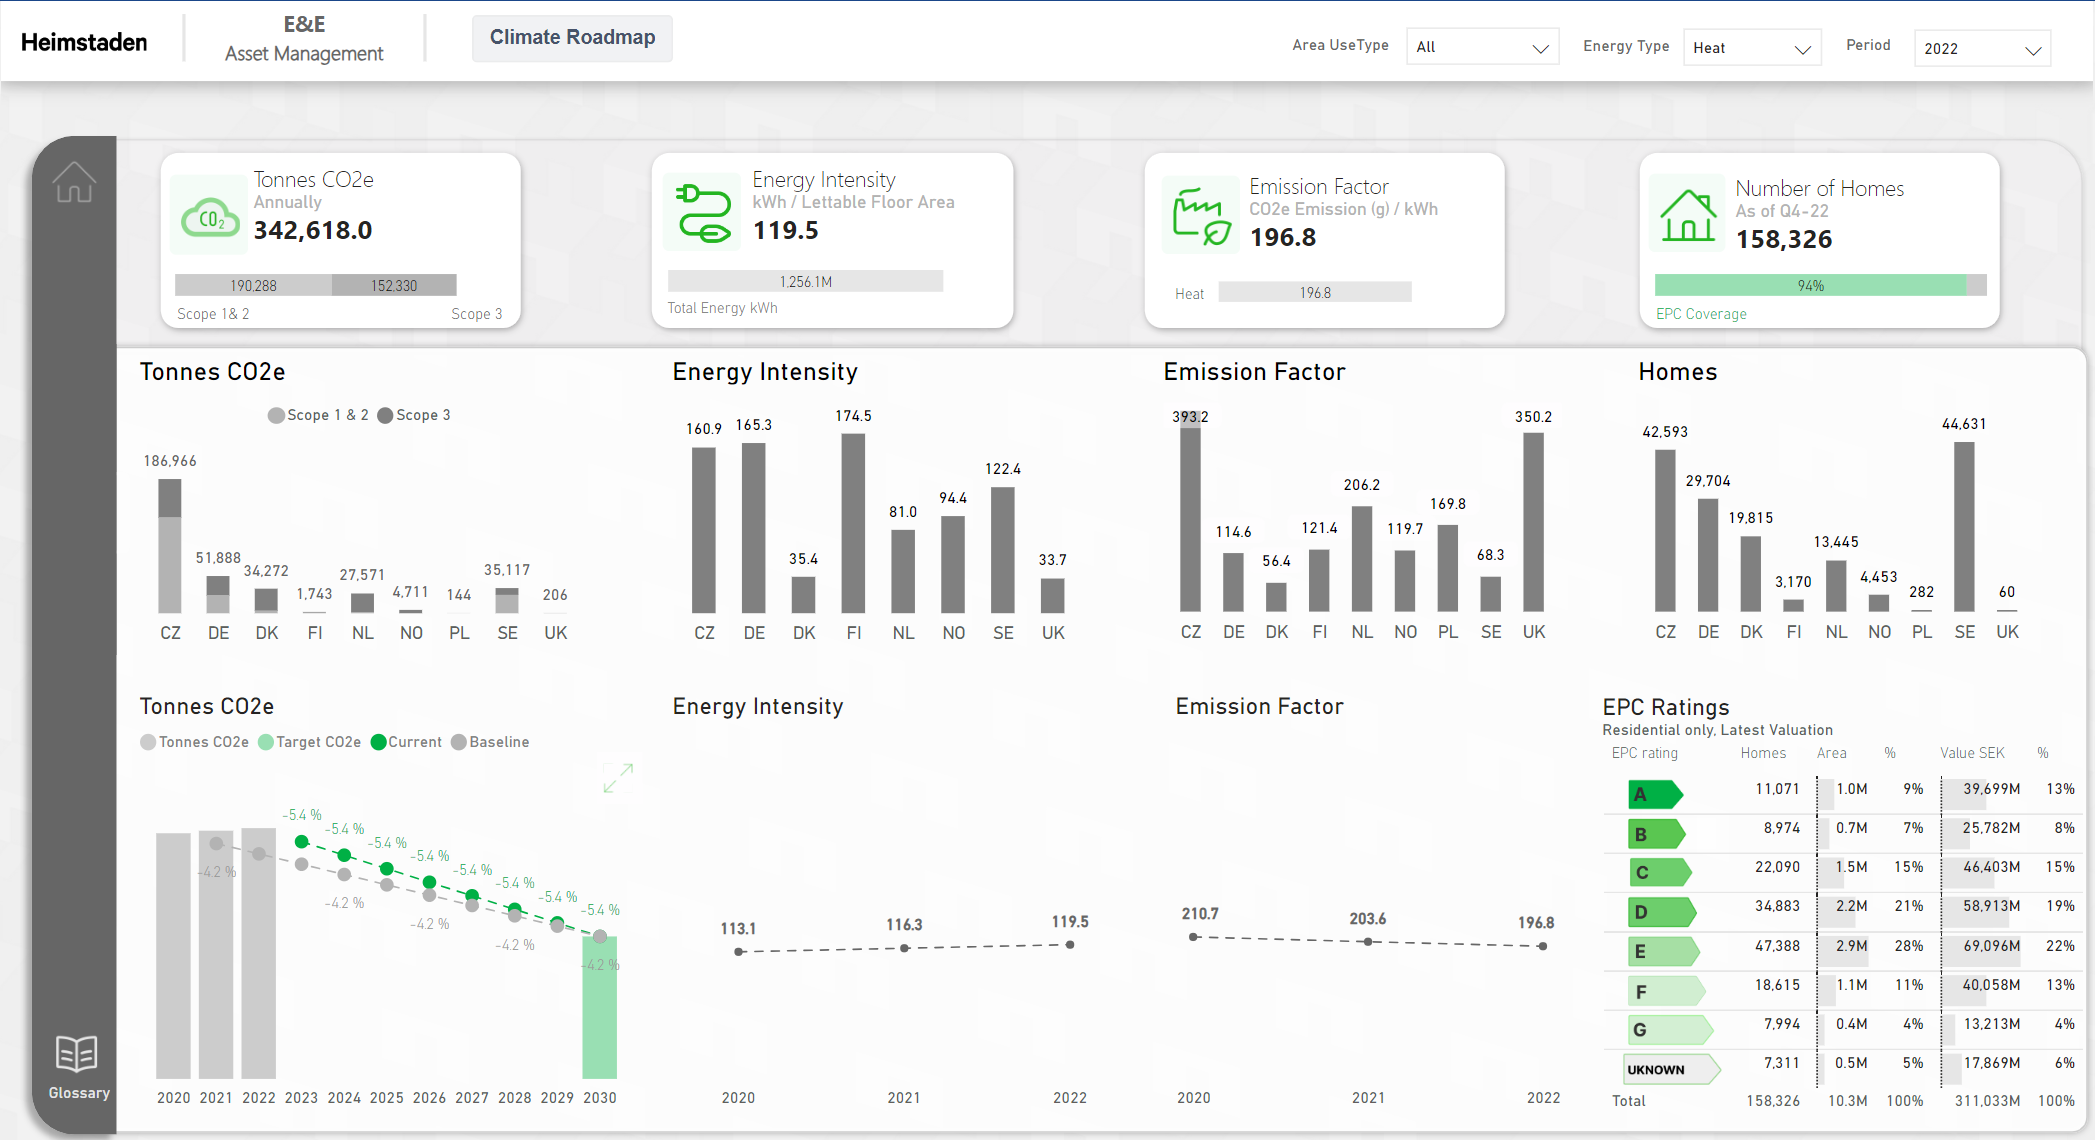 Heimstaden
E&E
Asset Management
Climate Roadmap
Area UseType
All
Energy Type
Heat
Period
2022
Tonnes CO2e
Annually
342,618.0
CO2
190,288
152,330
Scope 1& 2
Scope 3
Energy Intensity
kWh / Lettable Floor Area
119.5
1,256.1M
Total Energy kWh
Emission Factor
CO2e Emission (g) / kWh
196.8
Heat
196.8
Number of Homes
As of Q4-22
158,326
94%
EPC Coverage
Tonnes CO2e
Scope 1 & 2 Scope 3
186,966
51,888
34,272
1,743
27,571
4,711
144
35,117
206
CZ DE DK FI NL NO PL SE UK
Energy Intensity
160.9
165.3
35.4
174.5
81.0
94.4
122.4
33.7
CZ DE DK FI NL NO SE UK
Emission Factor
393.2
114.6
56.4
121.4
206.2
119.7
169.8
68.3
350.2
CZ DE DK FI NL NO PL SE UK
Homes
42,593
29,704
19,815
3,170
13,445
4,453
282
44,631
60
CZ DE DK FI NL NO PL SE UK
Tonnes CO2e
Tonnes CO2e Target CO2e Current Baseline
-5.4 %
-5.4 %
-5.4 %
-5.4 %
-5.4 %
-5.4 %
-5.4 %
-5.4 %
-4.2 %
-4.2 %
-4.2 %
-4.2 %
-4.2 %
2020 2021 2022 2023 2024 2025 2026 2027 2028 2029 2030
Energy Intensity
113.1
116.3
119.5
2020 2021 2022
Emission Factor
210.7
203.6
196.8
2020 2021 2022
EPC Ratings
Residential only, Latest Valuation
EPC rating Homes Area % Value SEK %
A 11,071 1.0M 9% 39,699M 13%
B 8,974 0.7M 7% 25,782M 8%
C 22,090 1.5M 15% 46,403M 15%
D 34,883 2.2M 21% 58,913M 19%
E 47,388 2.9M 28% 69,096M 22%
F 18,615 1.1M 11% 40,058M 13%
G 7,994 0.4M 4% 13,213M 4%
UKNOWN 7,311 0.5M 5% 17,869M 6%
Total 158,326 10.3M 100% 311,033M 100%
Glossary